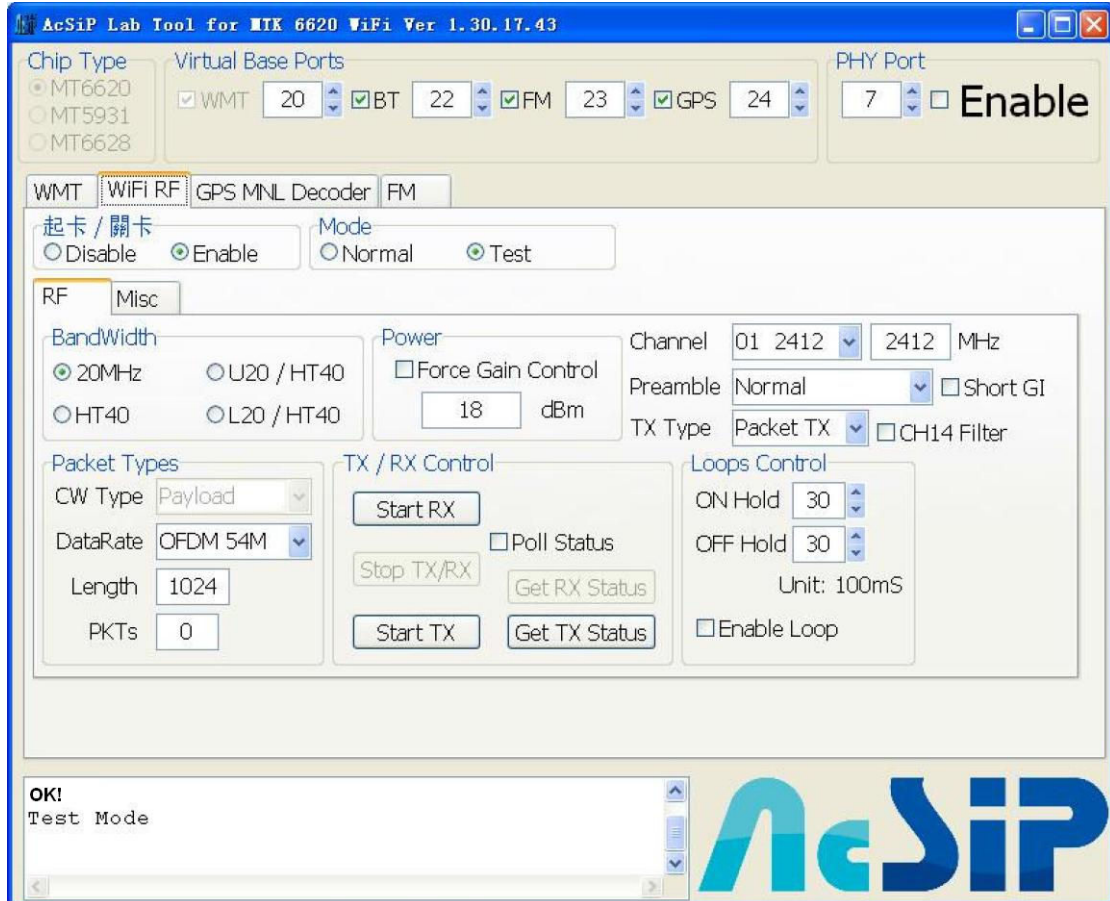 AcSiP Lab Tool for MTK 6620 WiFi Ver 1.30.17.43
Chip Type
MT6620
MT5931
MT6628
Virtual Base Ports
WMT 20 BT 22 FM 23 GPS 24
PHY Port
7 Enable
WMT WiFi RF GPS MNL Decoder FM
起卡 / 關卡
Disable Enable
Mode
Normal Test
RF Misc
BandWidth
20MHz U20 / HT40
HT40 L20 / HT40
Power
Force Gain Control
18 dBm
Channel 01 2412 2412 MHz
Preamble Normal Short GI
TX Type Packet TX CH14 Filter
Packet Types
CW Type Payload
DataRate OFDM 54M
Length 1024
PKTs 0
TX / RX Control
Start RX
Poll Status
Stop TX/RX
Get RX Status
Start TX Get TX Status
Loops Control
ON Hold 30
OFF Hold 30
Unit: 100mS
Enable Loop
OK!
Test Mode
AcSiP